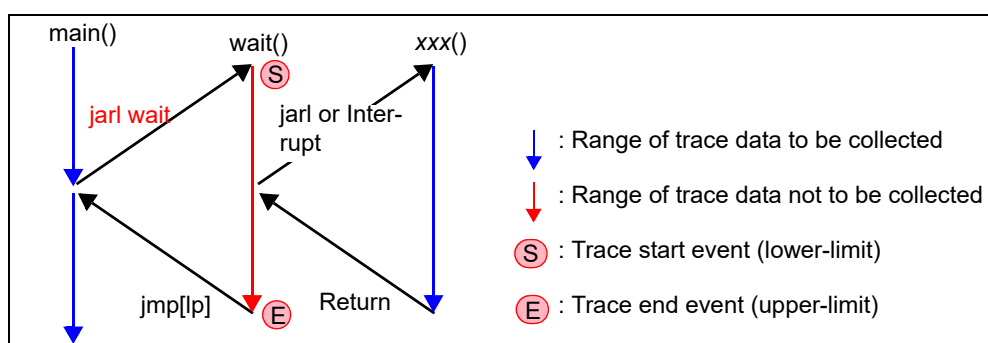 main()
wait()
xxx()
S
jarl wait
jarl or Inter-
rupt
: Range of trace data to be collected
: Range of trace data not to be collected
S : Trace start event (lower-limit)
jmp[lp]
E
Return
E : Trace end event (upper-limit)